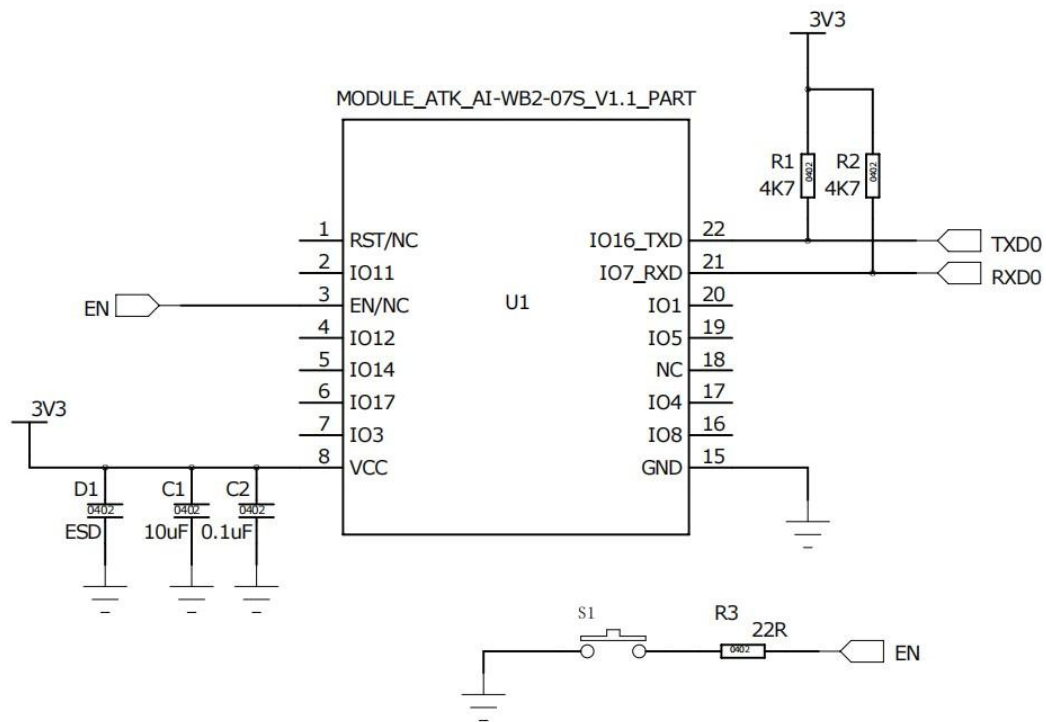 3V3
MODULE_ATK_AI-WB2-07S_V1.1_PART
R1
4K7
0402
R2
4K7
0402
1 RST/NC
2 IO11
EN
3 EN/NC
4 IO12
5 IO14
6 IO17
7 IO3
8 VCC
U1
IO16_TXD 22
TXD0
IO7_RXD 21
RXD0
IO1 20
IO5 19
NC 18
IO4 17
IO8 16
GND 15
3V3
D1
0402
ESD
C1
0402
10uF
C2
0402
0.1uF
S1
R3
22R
0402
EN